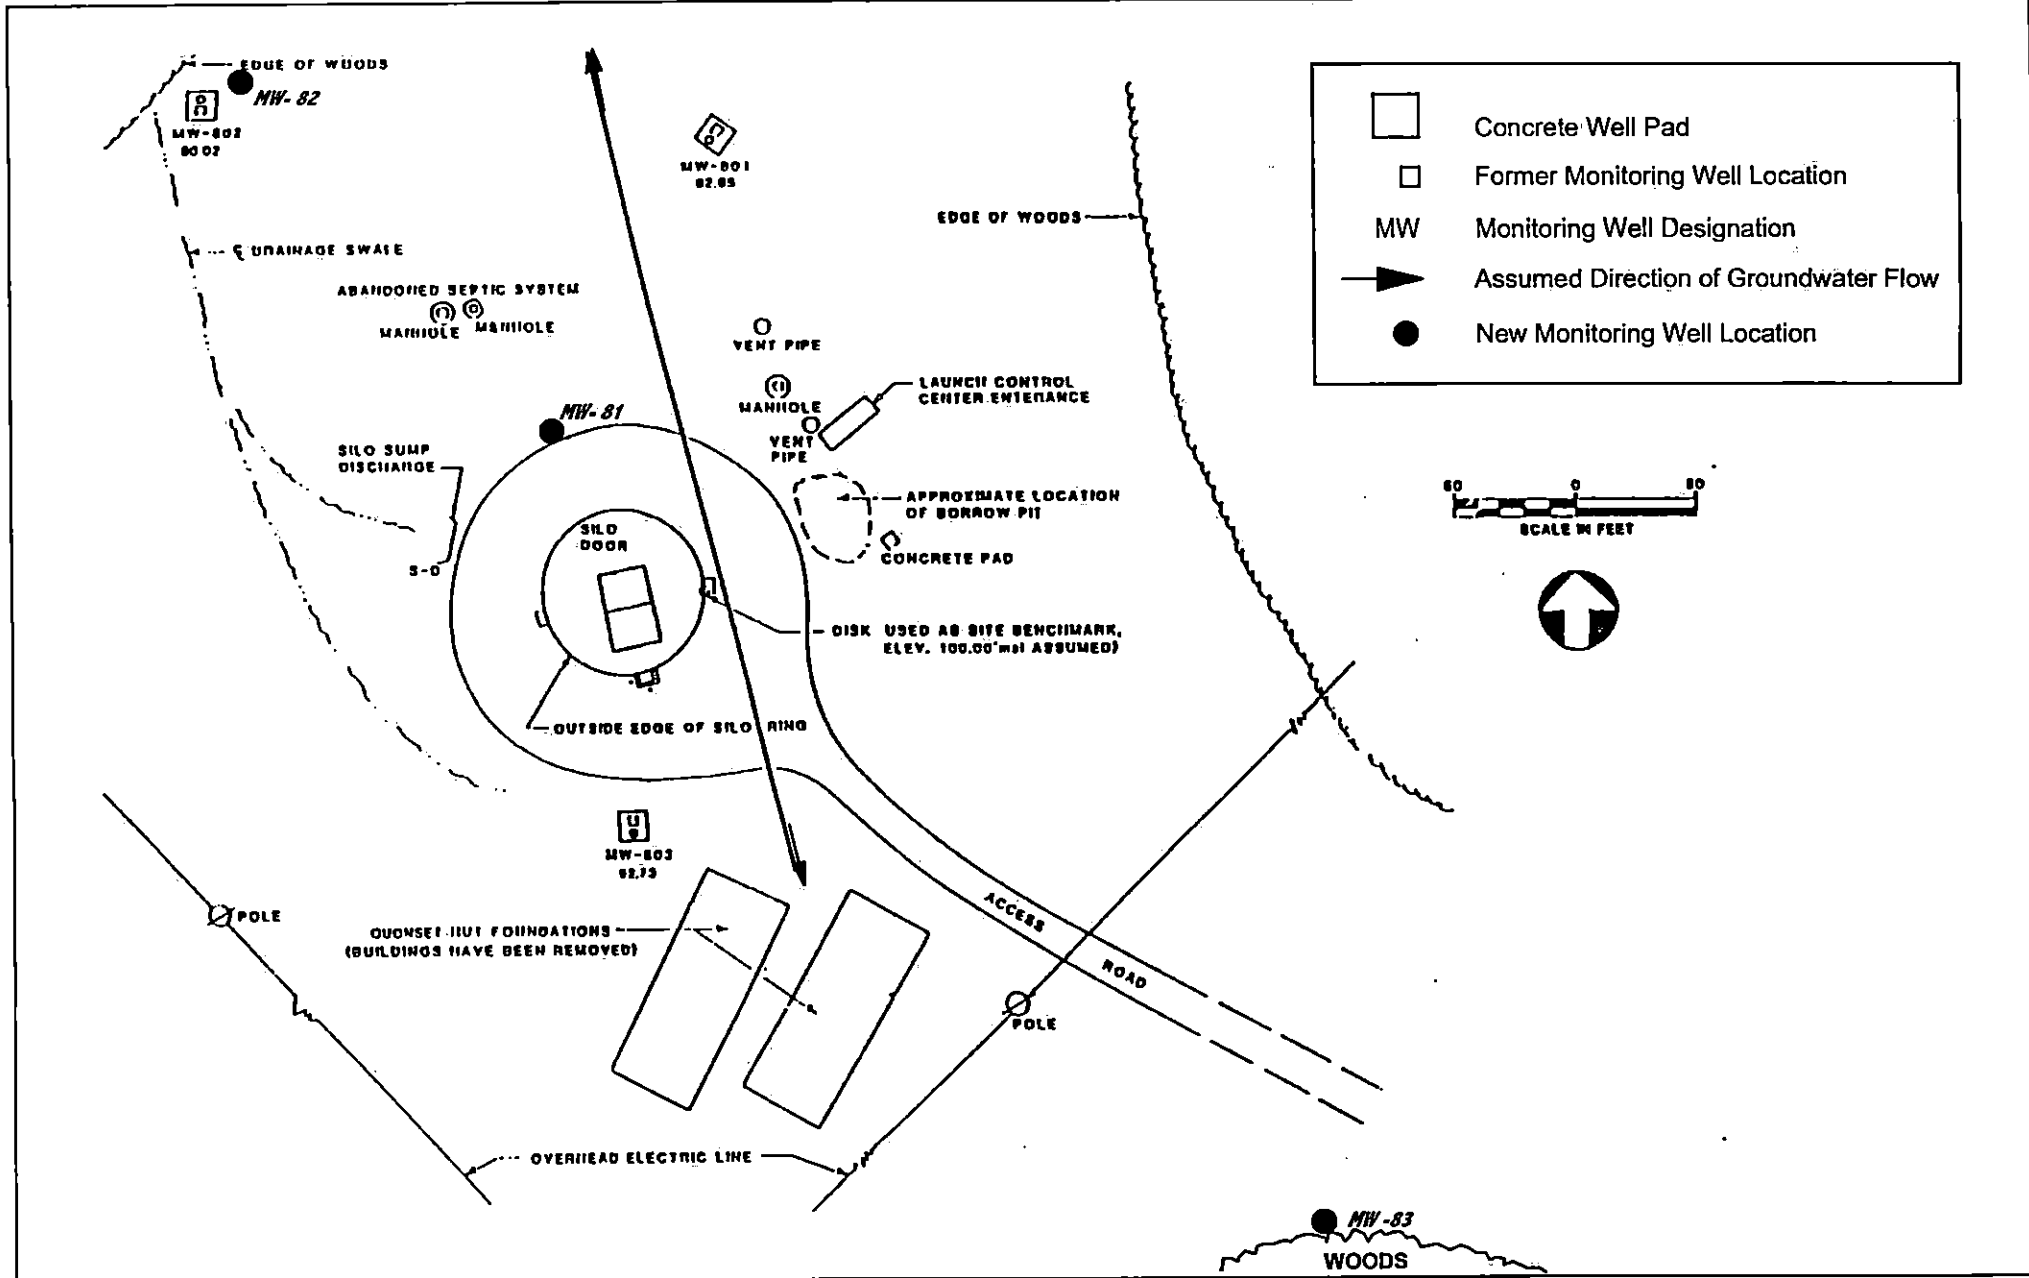 EDGE OF WOODS
MW-82
MW-802
80.02
MW-801
82.85
EDGE OF WOODS
DRAINAGE SWALE
ABANDONED SEPTIC SYSTEM
MANHOLE
MANHOLE
VENT PIPE
LAUNCH CONTROL
CENTER ENTERANCE
MANHOLE
VENT
PIPE
MW-81
SILO SUMP
DISCHARGE
S-D
SILO
DOOR
APPROXIMATE LOCATION
OF BORROW PIT
CONCRETE PAD
DISK USED AS SITE BENCHMARK,
ELEV. 100.00'msl ASSUMED)
OUTSIDE EDGE OF SILO RING
MW-803
POLE
QUONSET HUT FOUNDATIONS
(BUILDINGS HAVE BEEN REMOVED)
ACCESS
ROAD
POLE
OVERHEAD ELECTRIC LINE
MW-83
WOODS
Concrete Well Pad
Former Monitoring Well Location
MW Monitoring Well Designation
Assumed Direction of Groundwater Flow
New Monitoring Well Location
0
SCALE IN FEET